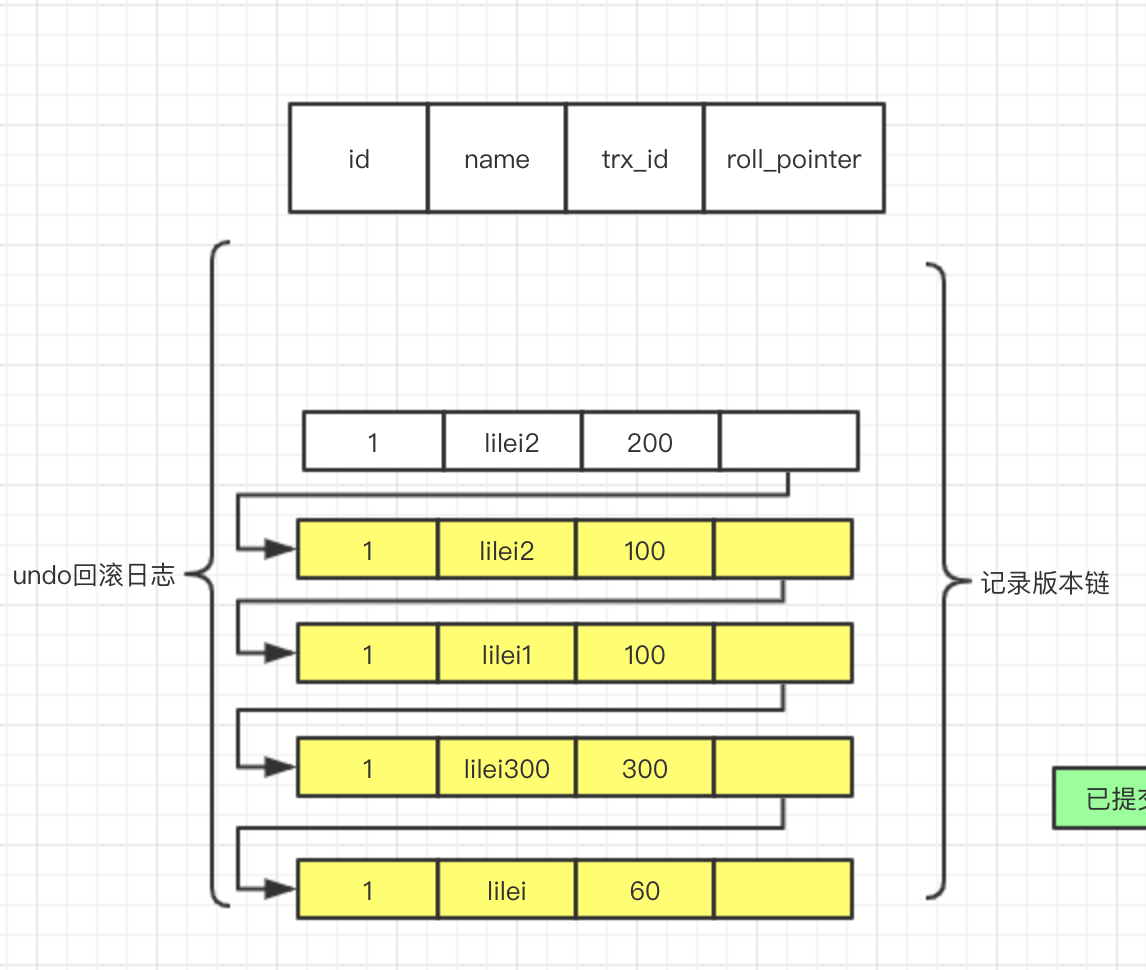 id name trx_id roll_pointer
1 lilei2 200
1 lilei2 100
undo回滚日志
记录版本链
1 lilei1 100
1 lilei300 300
已提
1 lilei 60